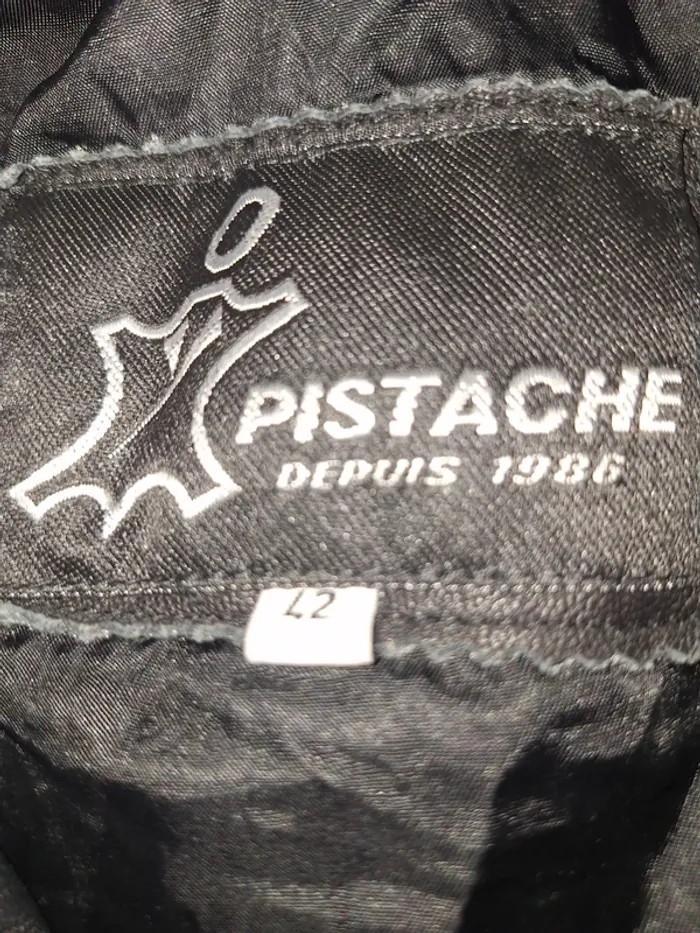 PISTACHE
DEPUIS 1986
42